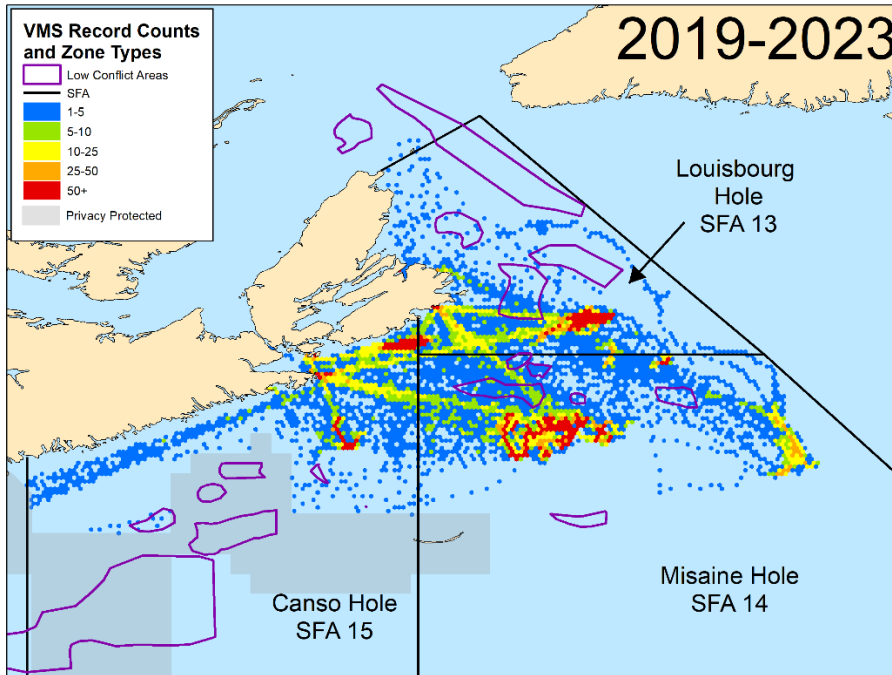 VMS Record Counts
and Zone Types
Low Conflict Areas
SFA
1-5
5-10
10-25
25-50
50+
Privacy Protected
2019-2023
Louisbourg
Hole
SFA 13
Misaine Hole
SFA 14
Canso Hole
SFA 15